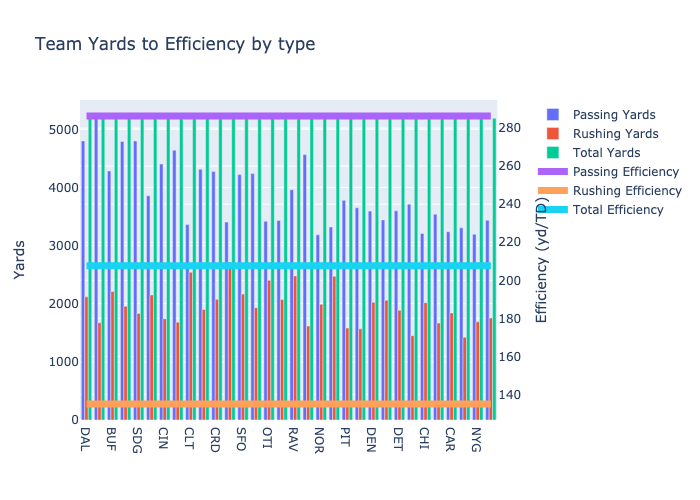 Team Yards to Efficiency by type
Passing Yards
Rushing Yards
Total Yards
Passing Efficiency
Rushing Efficiency
Total Efficiency
Yards
5000
4000
3000
2000
1000
0
280
260
240
220
200
180
160
140
Efficiency (yd/TD)
DAL
BUF
SDG
CIN
CLT
CRD
SFO
OTI
RAV
NOR
PIT
DEN
DET
CHI
CAR
NYG